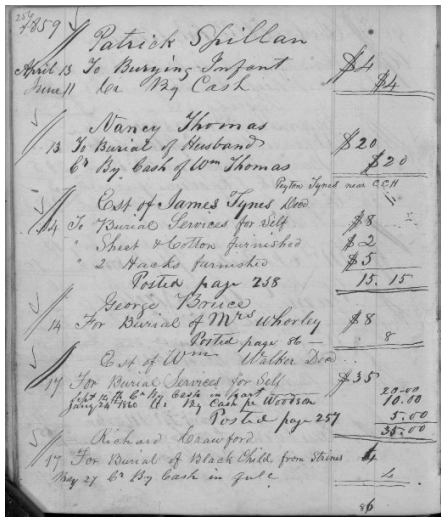 256
1859
Patrick Spillan
April 13 To Burying Infant $4
June 11 Cr By Cash $4
Nancy Thomas
13 To Burial of Husband $20
Cr By Cash of Wm Thomas $20
Peyton Tynes near C.C.H
Est of James Tynes Decd
14 To Burial Services for Self $8
" Sheet & Cotton furnished $2
" 2 Hacks furnished $5
Posted page 258 15. 15
George Bruce
14 For Burial of Mrs Whorley $8
Posted page 86 — 8
Est of Wm Walker Decd
17 For Burial Services for Self $35
Sept 14th Cr By Cash in part 20.00
Jany 24th 1860 Cr By Cash pr Woodson 10.00
Posted page 257 5.00
35.00
Richard Crawford
17 For Burial of Black Child from 4
May 27 Cr By Cash in full 4
86